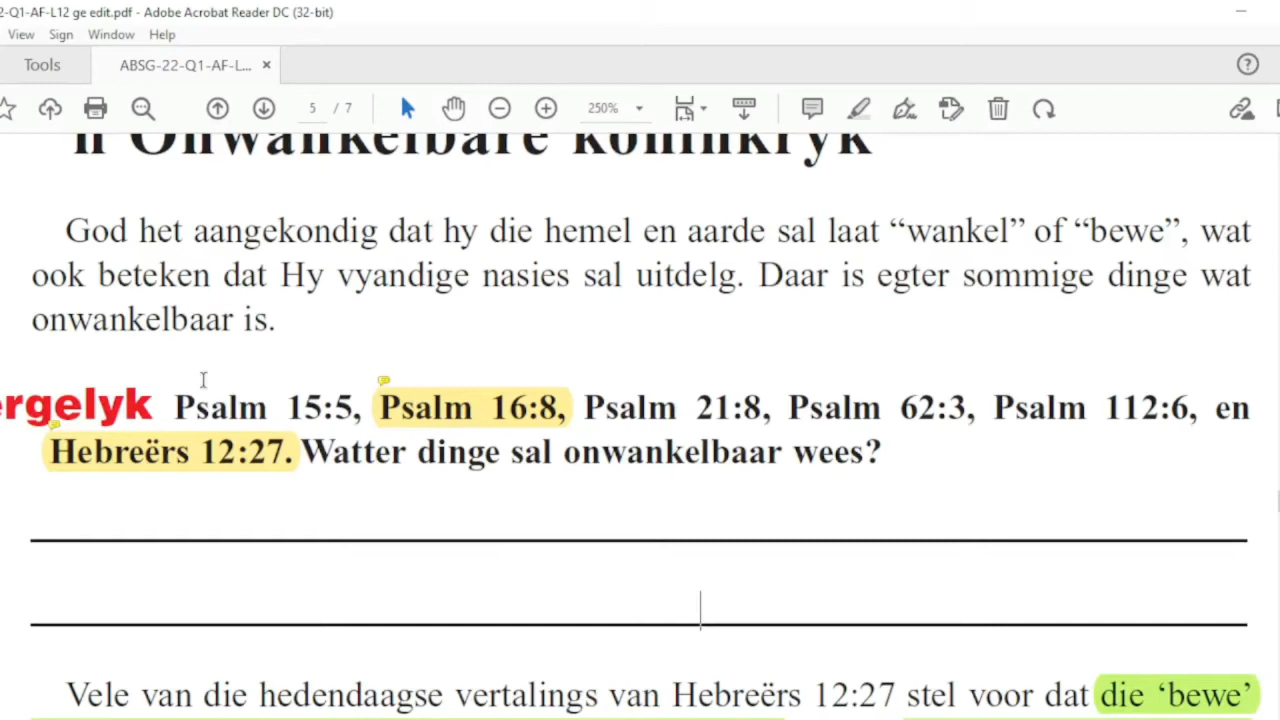 2-Q1-AF-L12 ge edit.pdf - Adobe Acrobat Reader DC (32-bit)
View Sign Window Help
Tools ABSG-22-Q1-AF-L... ×
5 / 7 250%
'n Onwankelbare koninkryk
God het aangekondig dat hy die hemel en aarde sal laat “wankel” of “bewe”, wat
ook beteken dat Hy vyandige nasies sal uitdelg. Daar is egter sommige dinge wat
onwankelbaar is.
ergelyk Psalm 15:5, Psalm 16:8, Psalm 21:8, Psalm 62:3, Psalm 112:6, en
Hebreërs 12:27. Watter dinge sal onwankelbaar wees?
Vele van die hedendaagse vertalings van Hebreërs 12:27 stel voor dat die ‘bewe’